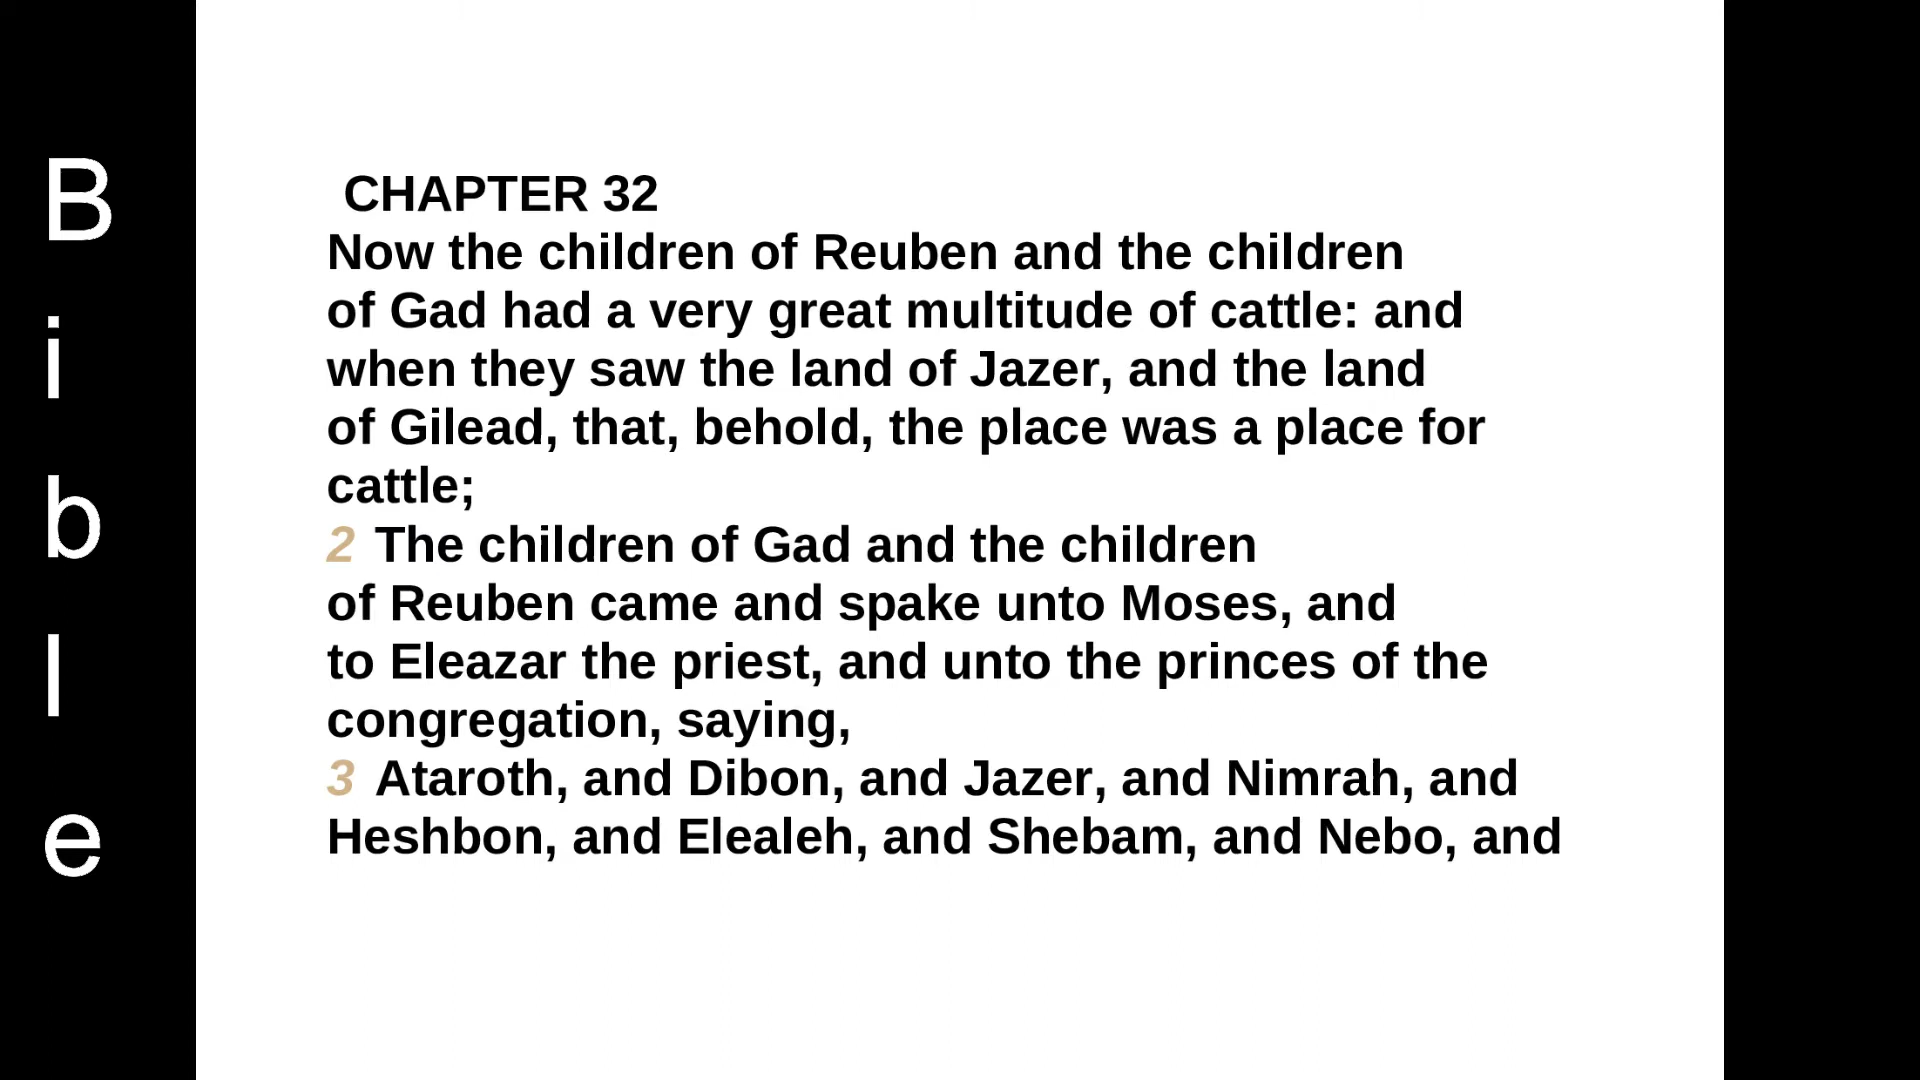 B
i
b
l
e
CHAPTER 32
Now the children of Reuben and the children
of Gad had a very great multitude of cattle: and
when they saw the land of Jazer, and the land
of Gilead, that, behold, the place was a place for
cattle;
2 The children of Gad and the children
of Reuben came and spake unto Moses, and
to Eleazar the priest, and unto the princes of the
congregation, saying,
3 Ataroth, and Dibon, and Jazer, and Nimrah, and
Heshbon, and Elealeh, and Shebam, and Nebo, and